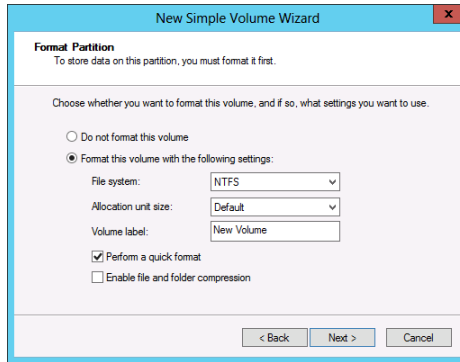 New Simple Volume Wizard
x
Format Partition
To store data on this partition, you must format it first.
Choose whether you want to format this volume, and if so, what settings you want to use.
Do not format this volume
Format this volume with the following settings:
File system: NTFS
Allocation unit size: Default
Volume label: New Volume
Perform a quick format
Enable file and folder compression
< Back Next > Cancel